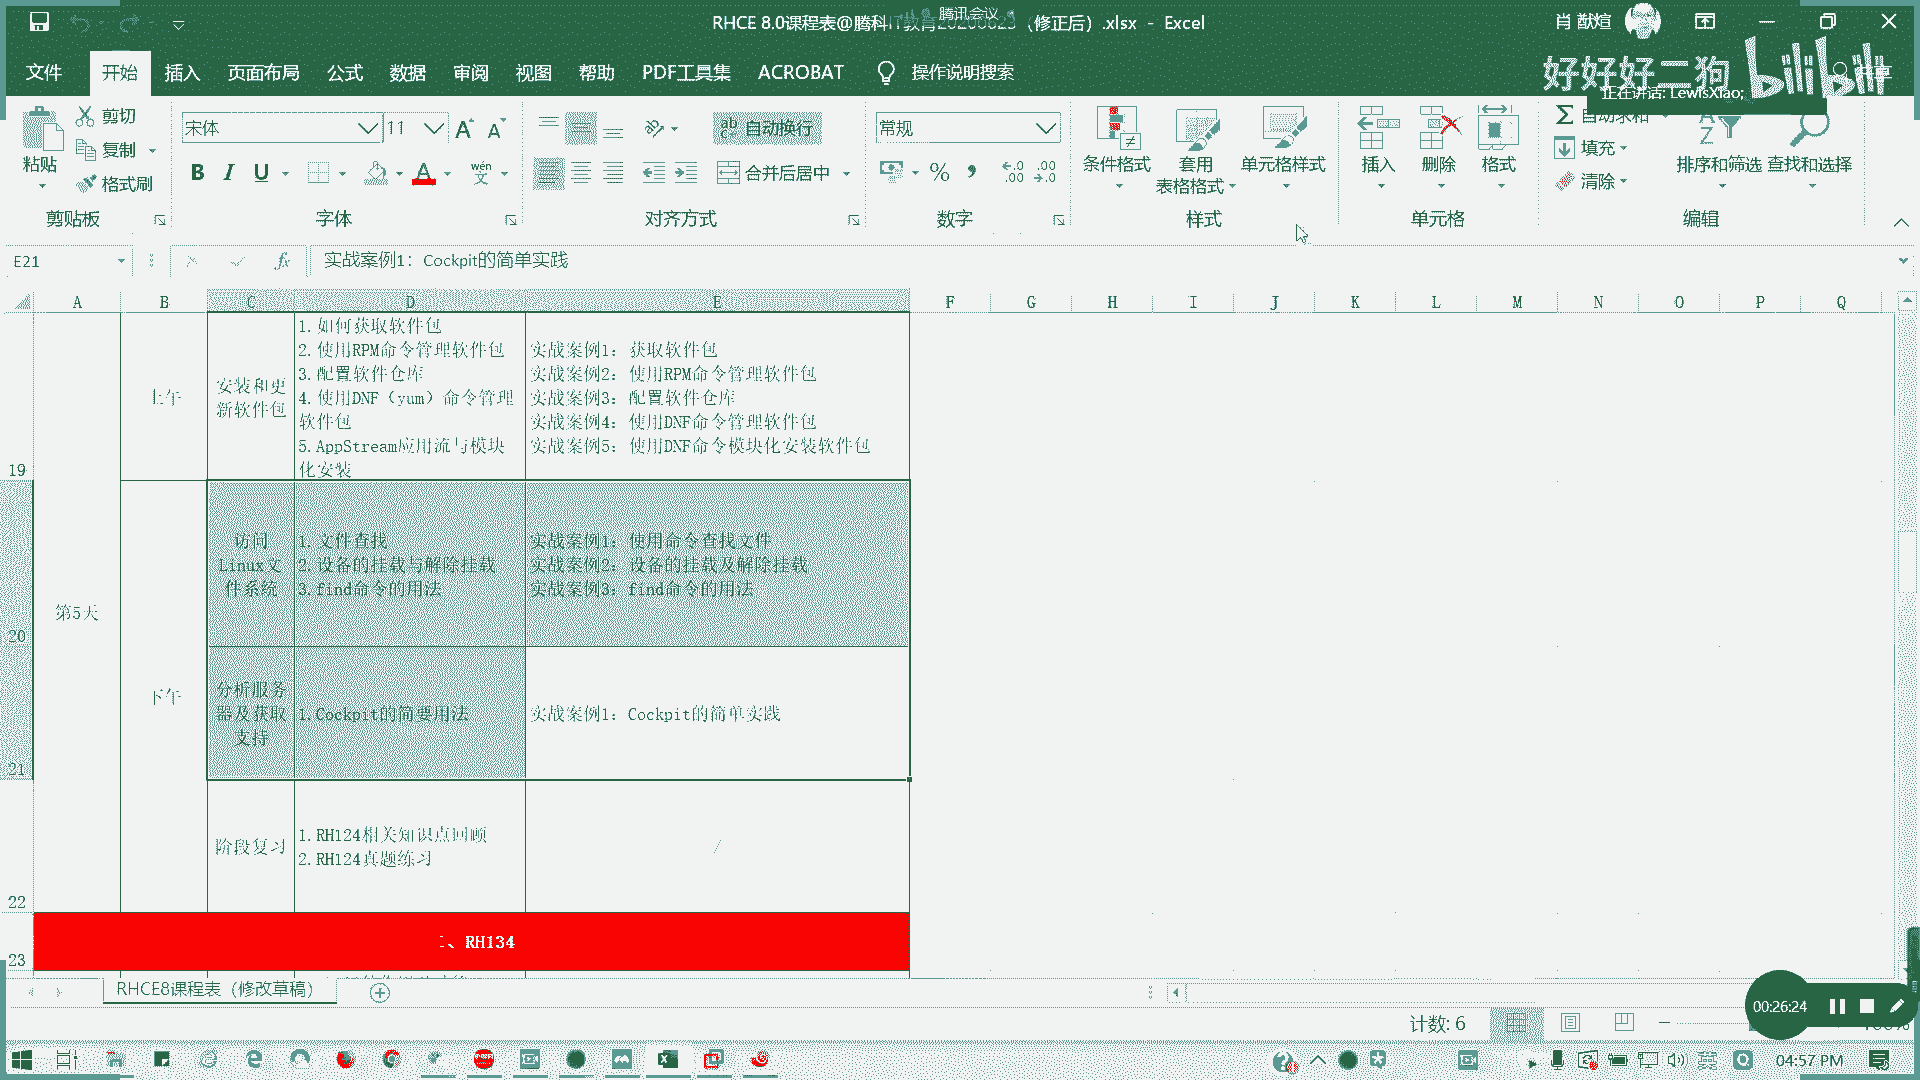 腾讯会议
RHCE 8.0课程表@腾科IT教育20200623（修正后）.xlsx - Excel
肖 猷煊
文件 开始 插入 页面布局 公式 数据 审阅 视图 帮助 PDF工具集 ACROBAT 操作说明搜索
好好好二狗 bilibili
正在讲话: LewisXiao;
粘贴
剪切
复制
格式刷
剪贴板
宋体 11
B I U A wén 文
字体
自动换行
合并后居中
对齐方式
常规
数字
条件格式
套用
表格格式
单元格样式
样式
插入 删除 格式
单元格
自动求和
填充
清除
排序和筛选 查找和选择
编辑
E21 fx 实战案例1：Cockpit的简单实践
A B C D E F G H I J K L M N O P Q
19
第5天
上午
安装和更
新软件包
1.如何获取软件包
2.使用RPM命令管理软件包
3.配置软件仓库
4.使用DNF（yum）命令管理
软件包
5.AppStream应用流与模块
化安装
实战案例1：获取软件包
实战案例2：使用RPM命令管理软件包
实战案例3：配置软件仓库
实战案例4：使用DNF命令管理软件包
实战案例5：使用DNF命令模块化安装软件包
20
下午
访问
Linux文
件系统
1.文件查找
2.设备的挂载与解除挂载
3.find命令的用法
实战案例1：使用命令查找文件
实战案例2：设备的挂载及解除挂载
实战案例3：find命令的用法
21
分析服务
器及获取
支持
1.Cockpit的简要用法
实战案例1：Cockpit的简单实践
22
阶段复习
1.RH124相关知识点回顾
2.RH124真题练习
/
23
二、RH134
RHCE8课程表（修改草稿）
计数: 6
00:26:24
04:57 PM